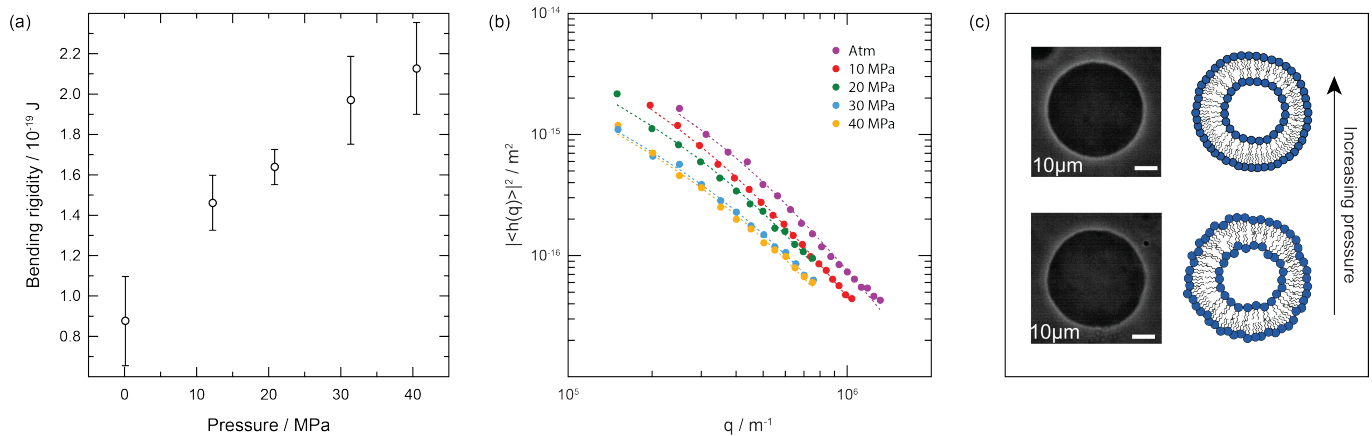 (a)
2.2
2.0
1.8
1.6
1.4
1.2
1.0
0.8
Bending rigidity / 10⁻¹⁹ J
0
10
20
30
40
Pressure / MPa
(b)
10⁻¹⁴
10⁻¹⁵
10⁻¹⁶
|<h(q)>|² / m²
Atm
10 MPa
20 MPa
30 MPa
40 MPa
10⁵
10⁶
q / m⁻¹
(c)
10μm
10μm
Increasing pressure